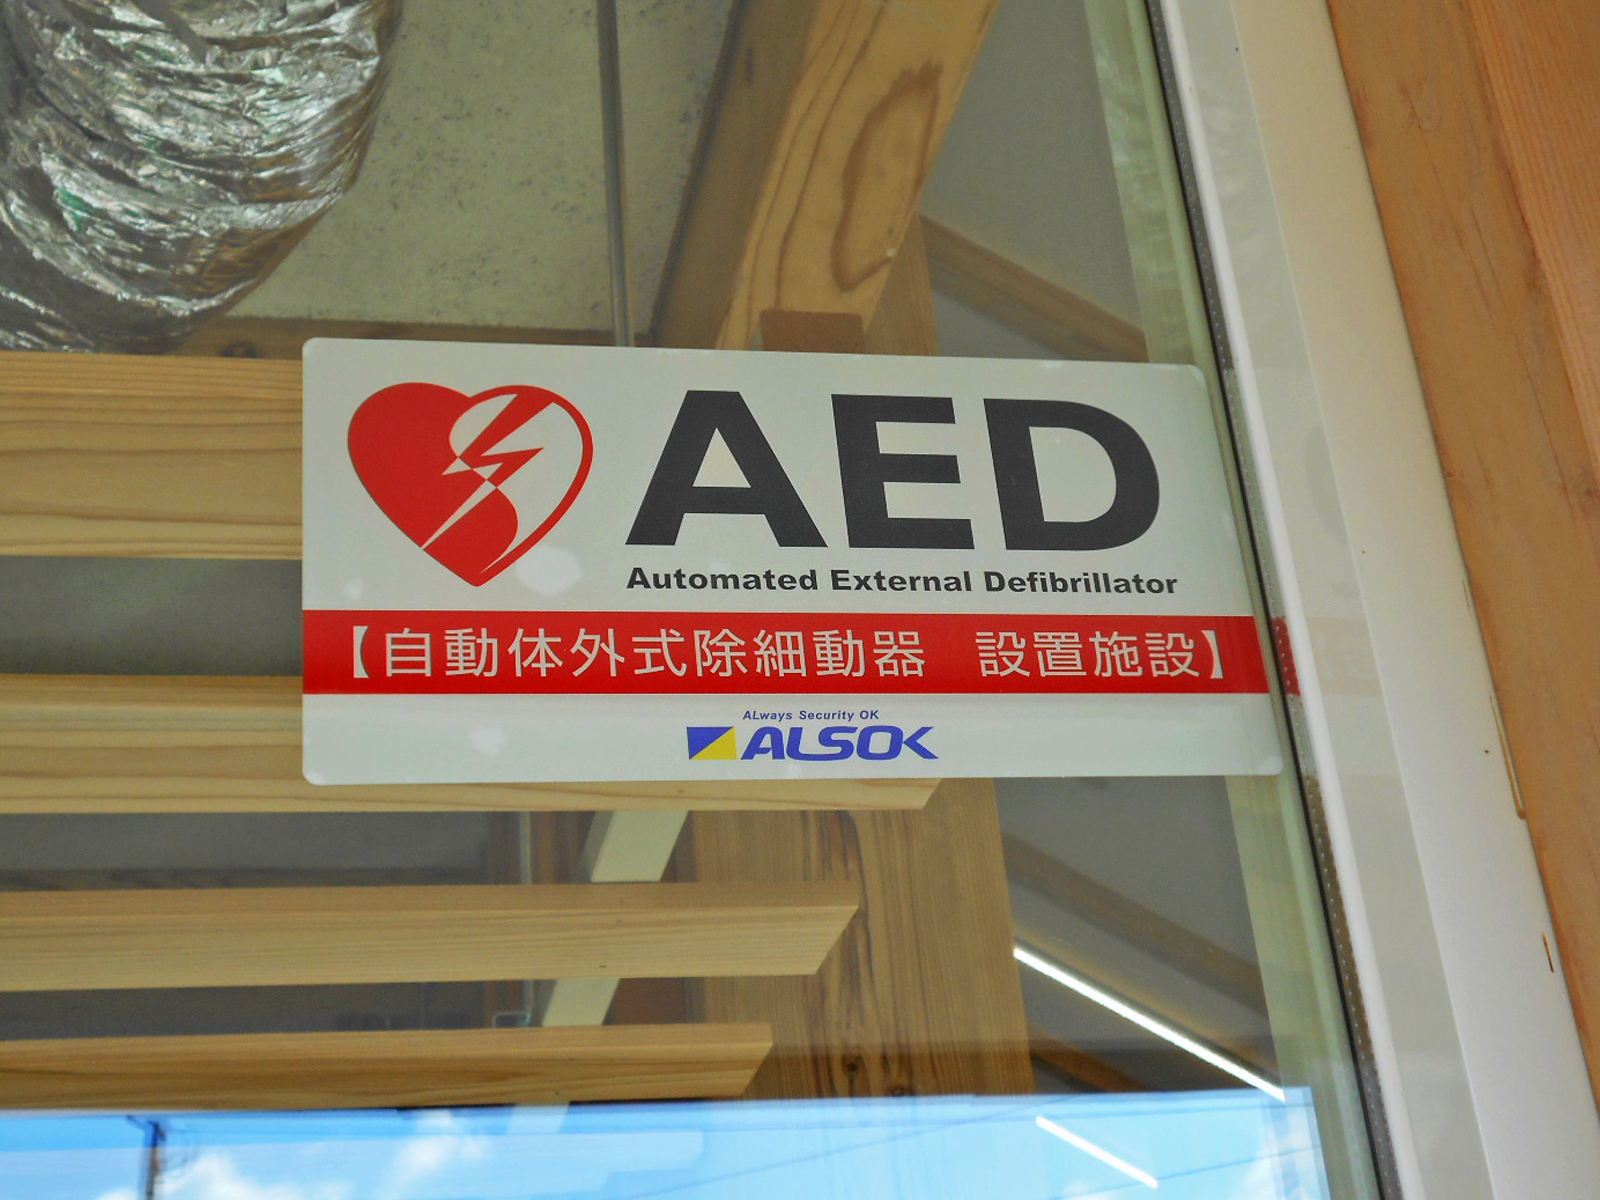 AED
Automated External Defibrillator
【自動体外式除細動器　設置施設】
ALways Security OK
ALSOK